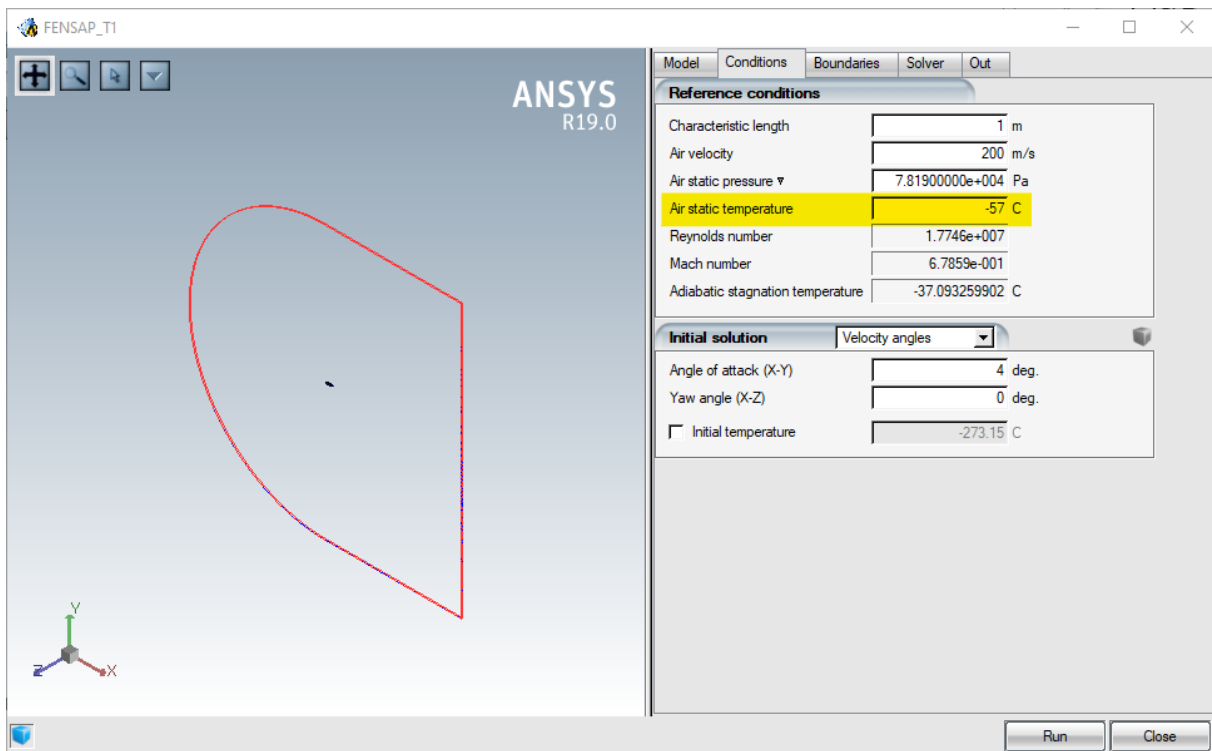 FENSAP_T1
ANSYS
R19.0
Model Conditions Boundaries Solver Out
Reference conditions
Characteristic length 1 m
Air velocity 200 m/s
Air static pressure 7.81900000e+004 Pa
Air static temperature -57 C
Reynolds number 1.7746e+007
Mach number 6.7859e-001
Adiabatic stagnation temperature -37.093259902 C
Initial solution Velocity angles
Angle of attack (X-Y) 4 deg.
Yaw angle (X-Z) 0 deg.
Initial temperature -273.15 C
Y
Z X
Run Close